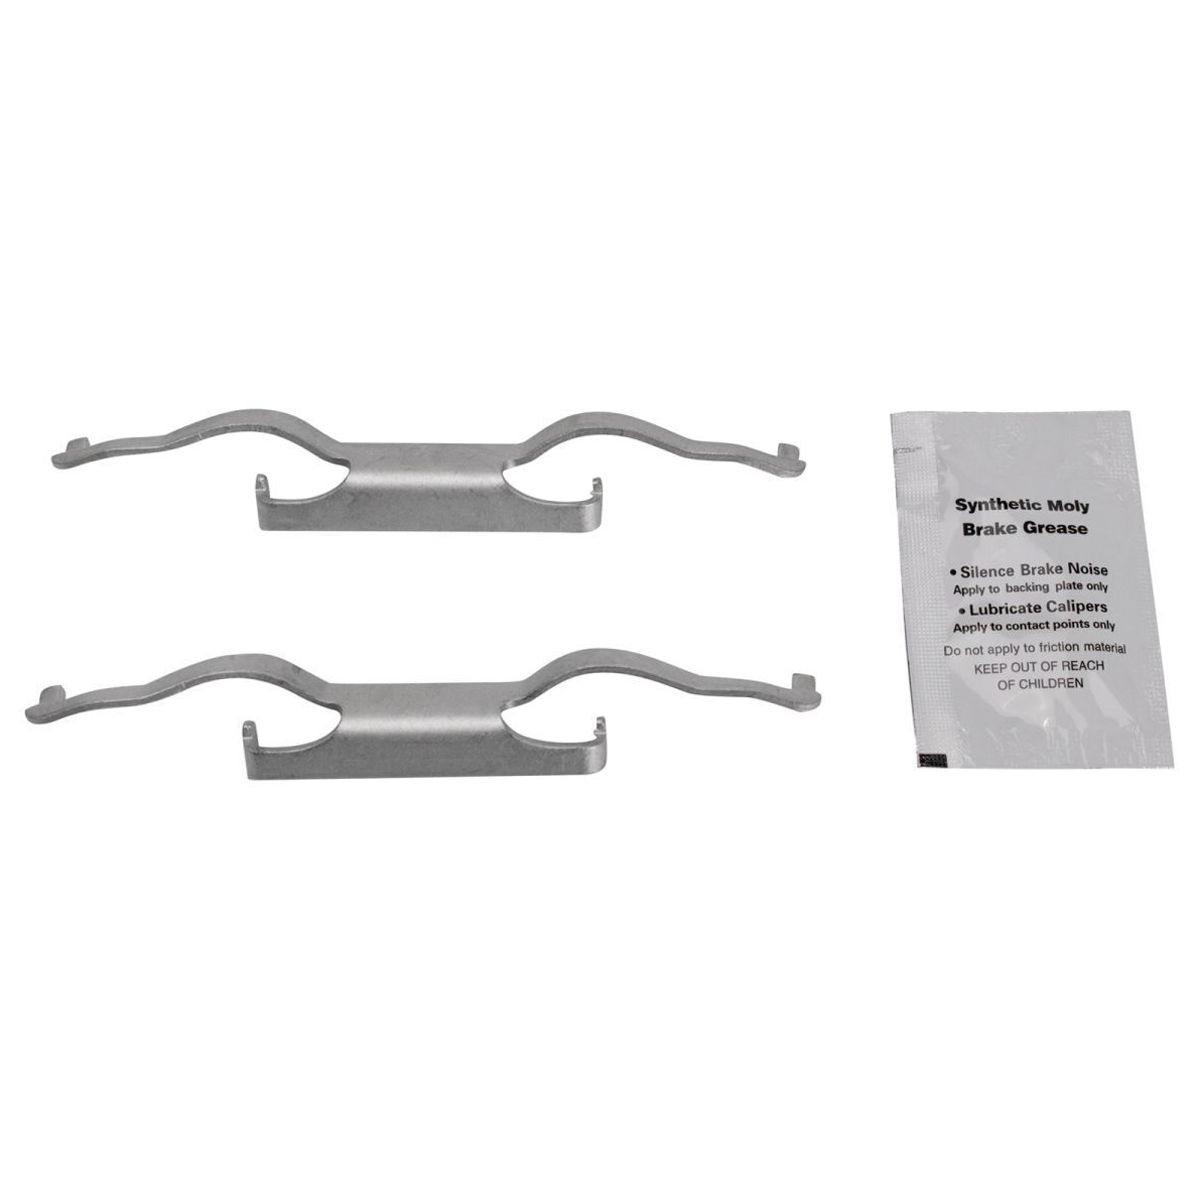 Synthetic Moly
Brake Grease
• Silence Brake Noise
Apply to backing plate only
• Lubricate Calipers
Apply to contact points only
Do not apply to friction material
KEEP OUT OF REACH
OF CHILDREN